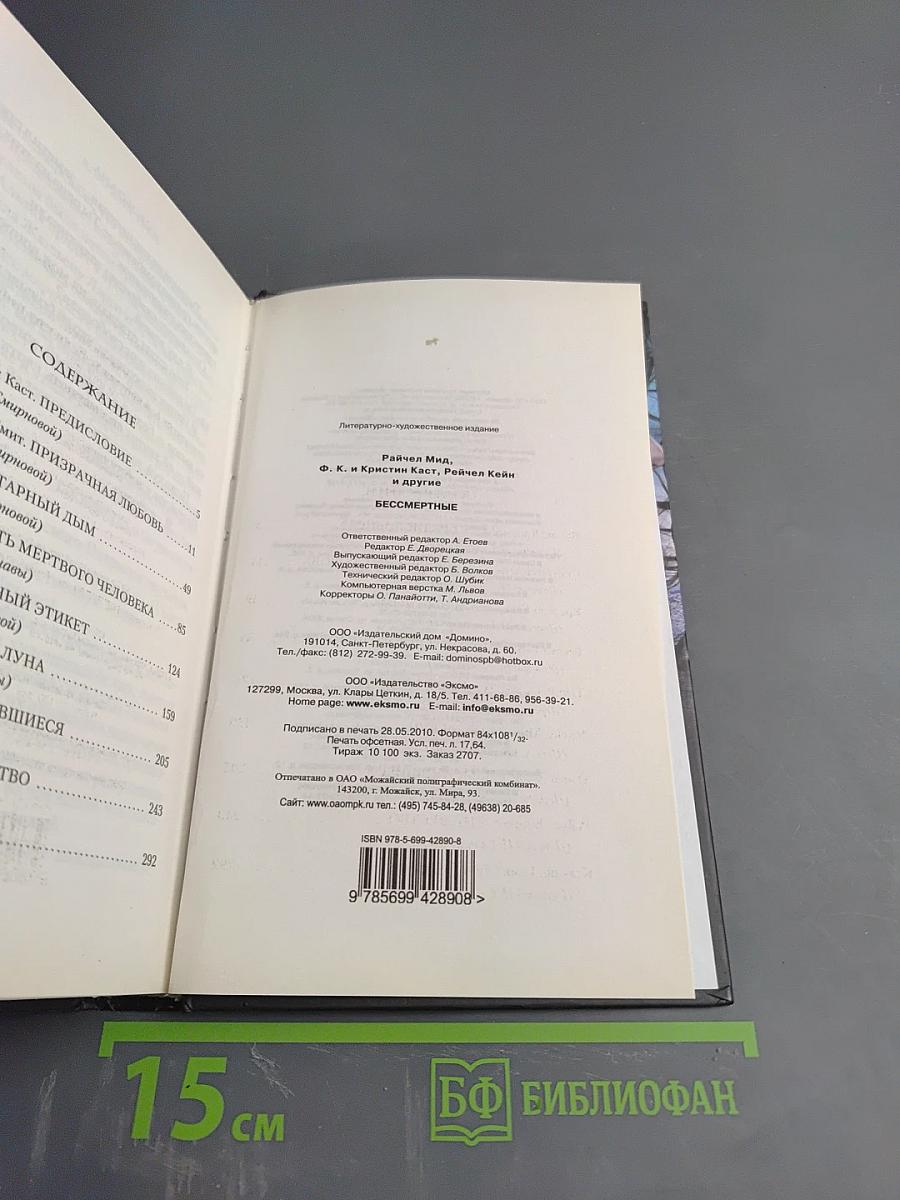 СОДЕРЖАНИЕ
Каст. ПРЕДИСЛОВИЕ ........ 5
Смирновой)
мит. ПРИЗРАЧНАЯ ЛЮБОВЬ ...... 11
ирновой)
ТАРНЫЙ ДЫМ ........ 49
рновой)
ТЬ МЕРТВОГО ЧЕЛОВЕКА ..... 85
лавы)
НЫЙ ЭТИКЕТ ........ 124
кой)
ЛУНА ........ 159
ы)
ВШИЕСЯ ........ 205
ТВО ........ 243
292
Литературно-художественное издание
Райчел Мид,
Ф. К. и Кристин Каст, Рейчел Кейн
и другие
БЕССМЕРТНЫЕ
Ответственный редактор А. Етоев
Редактор Е. Дворецкая
Выпускающий редактор Е. Березина
Художественный редактор Б. Волков
Технический редактор О. Шубик
Компьютерная верстка М. Львов
Корректоры О. Панайотти, Т. Андрианова
ООО «Издательский дом «Домино».
191014, Санкт-Петербург, ул. Некрасова, д. 60.
Тел./факс: (812) 272-99-39. E-mail: dominospb@hotbox.ru
ООО «Издательство «Эксмо»
127299, Москва, ул. Клары Цеткин, д. 18/5. Тел. 411-68-86, 956-39-21.
Home page: www.eksmo.ru E-mail: info@eksmo.ru
Подписано в печать 28.05.2010. Формат 84x108 1/32.
Печать офсетная. Усл. печ. л. 17,64.
Тираж 10 100 экз. Заказ 2707.
Отпечатано в ОАО «Можайский полиграфический комбинат».
143200, г. Можайск, ул. Мира, 93.
Сайт: www.oaompk.ru тел.: (495) 745-84-28, (49638) 20-685
ISBN 978-5-699-42890-8
9 785699 428908 >
15 см
БФ БИБЛИОФАН